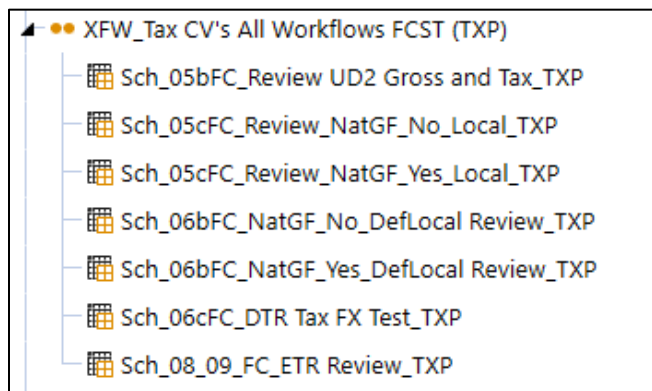 XFW_Tax CV's All Workflows FCST (TXP)
Sch_05bFC_Review UD2 Gross and Tax_TXP
Sch_05cFC_Review_NatGF_No_Local_TXP
Sch_05cFC_Review_NatGF_Yes_Local_TXP
Sch_06bFC_NatGF_No_DefLocal Review_TXP
Sch_06bFC_NatGF_Yes_DefLocal Review_TXP
Sch_06cFC_DTR Tax FX Test_TXP
Sch_08_09_FC_ETR Review_TXP